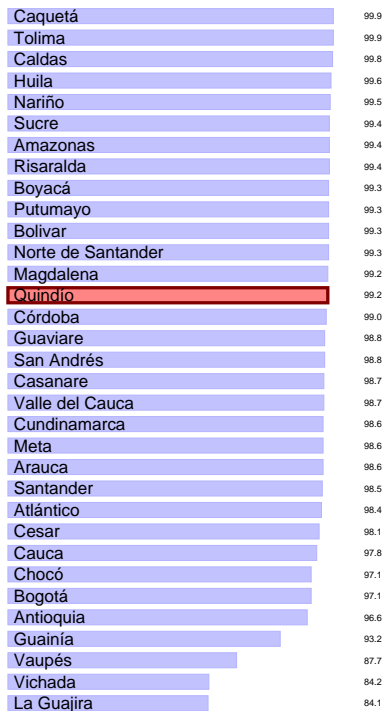 Caquetá 99.9
Tolima 99.9
Caldas 99.8
Huila 99.6
Nariño 99.5
Sucre 99.4
Amazonas 99.4
Risaralda 99.4
Boyacá 99.3
Putumayo 99.3
Bolivar 99.3
Norte de Santander 99.3
Magdalena 99.2
Quindío 99.2
Córdoba 99.0
Guaviare 98.8
San Andrés 98.8
Casanare 98.7
Valle del Cauca 98.7
Cundinamarca 98.6
Meta 98.6
Arauca 98.6
Santander 98.5
Atlántico 98.4
Cesar 98.1
Cauca 97.8
Chocó 97.1
Bogotá 97.1
Antioquia 96.6
Guainía 93.2
Vaupés 87.7
Vichada 84.2
La Guajira 84.1